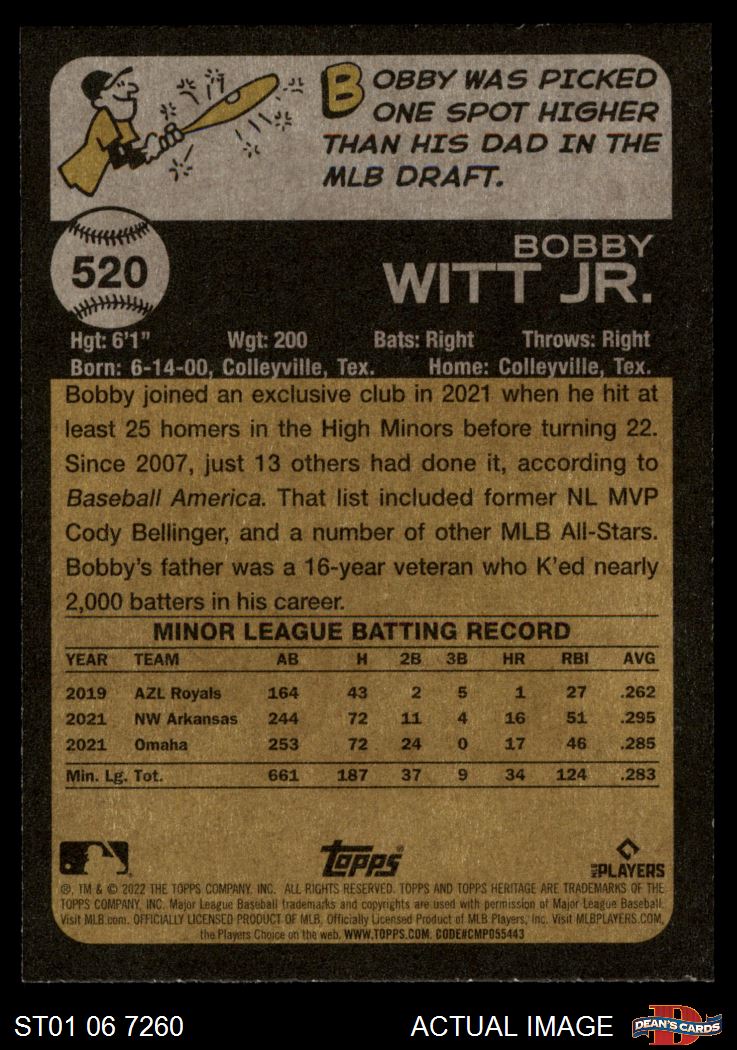 BOBBY WAS PICKED
ONE SPOT HIGHER
THAN HIS DAD IN THE
MLB DRAFT.
520
BOBBY
WITT JR.
Hgt: 6'1" Wgt: 200 Bats: Right Throws: Right
Born: 6-14-00, Colleyville, Tex. Home: Colleyville, Tex.
Bobby joined an exclusive club in 2021 when he hit at
least 25 homers in the High Minors before turning 22.
Since 2007, just 13 others had done it, according to
Baseball America. That list included former NL MVP
Cody Bellinger, and a number of other MLB All-Stars.
Bobby's father was a 16-year veteran who K'ed nearly
2,000 batters in his career.
MINOR LEAGUE BATTING RECORD
YEAR TEAM AB H 2B 3B HR RBI AVG
2019 AZL Royals 164 43 2 5 1 27 .262
2021 NW Arkansas 244 72 11 4 16 51 .295
2021 Omaha 253 72 24 0 17 46 .285
Min. Lg. Tot. 661 187 37 9 34 124 .283
Topps®
MLB PLAYERS
®, TM & © 2022 THE TOPPS COMPANY, INC. ALL RIGHTS RESERVED. TOPPS AND TOPPS HERITAGE ARE TRADEMARKS OF THE
TOPPS COMPANY, INC. Major League Baseball trademarks and copyrights are used with permission of Major League Baseball.
Visit MLB.com. OFFICIALLY LICENSED PRODUCT OF MLB. Officially Licensed Product of MLB Players, Inc. Visit MLBPLAYERS.COM,
the Players Choice on the web. WWW.TOPPS.COM. CODE#CMP055443
ST01 06 7260 ACTUAL IMAGE DEAN'S CARDS